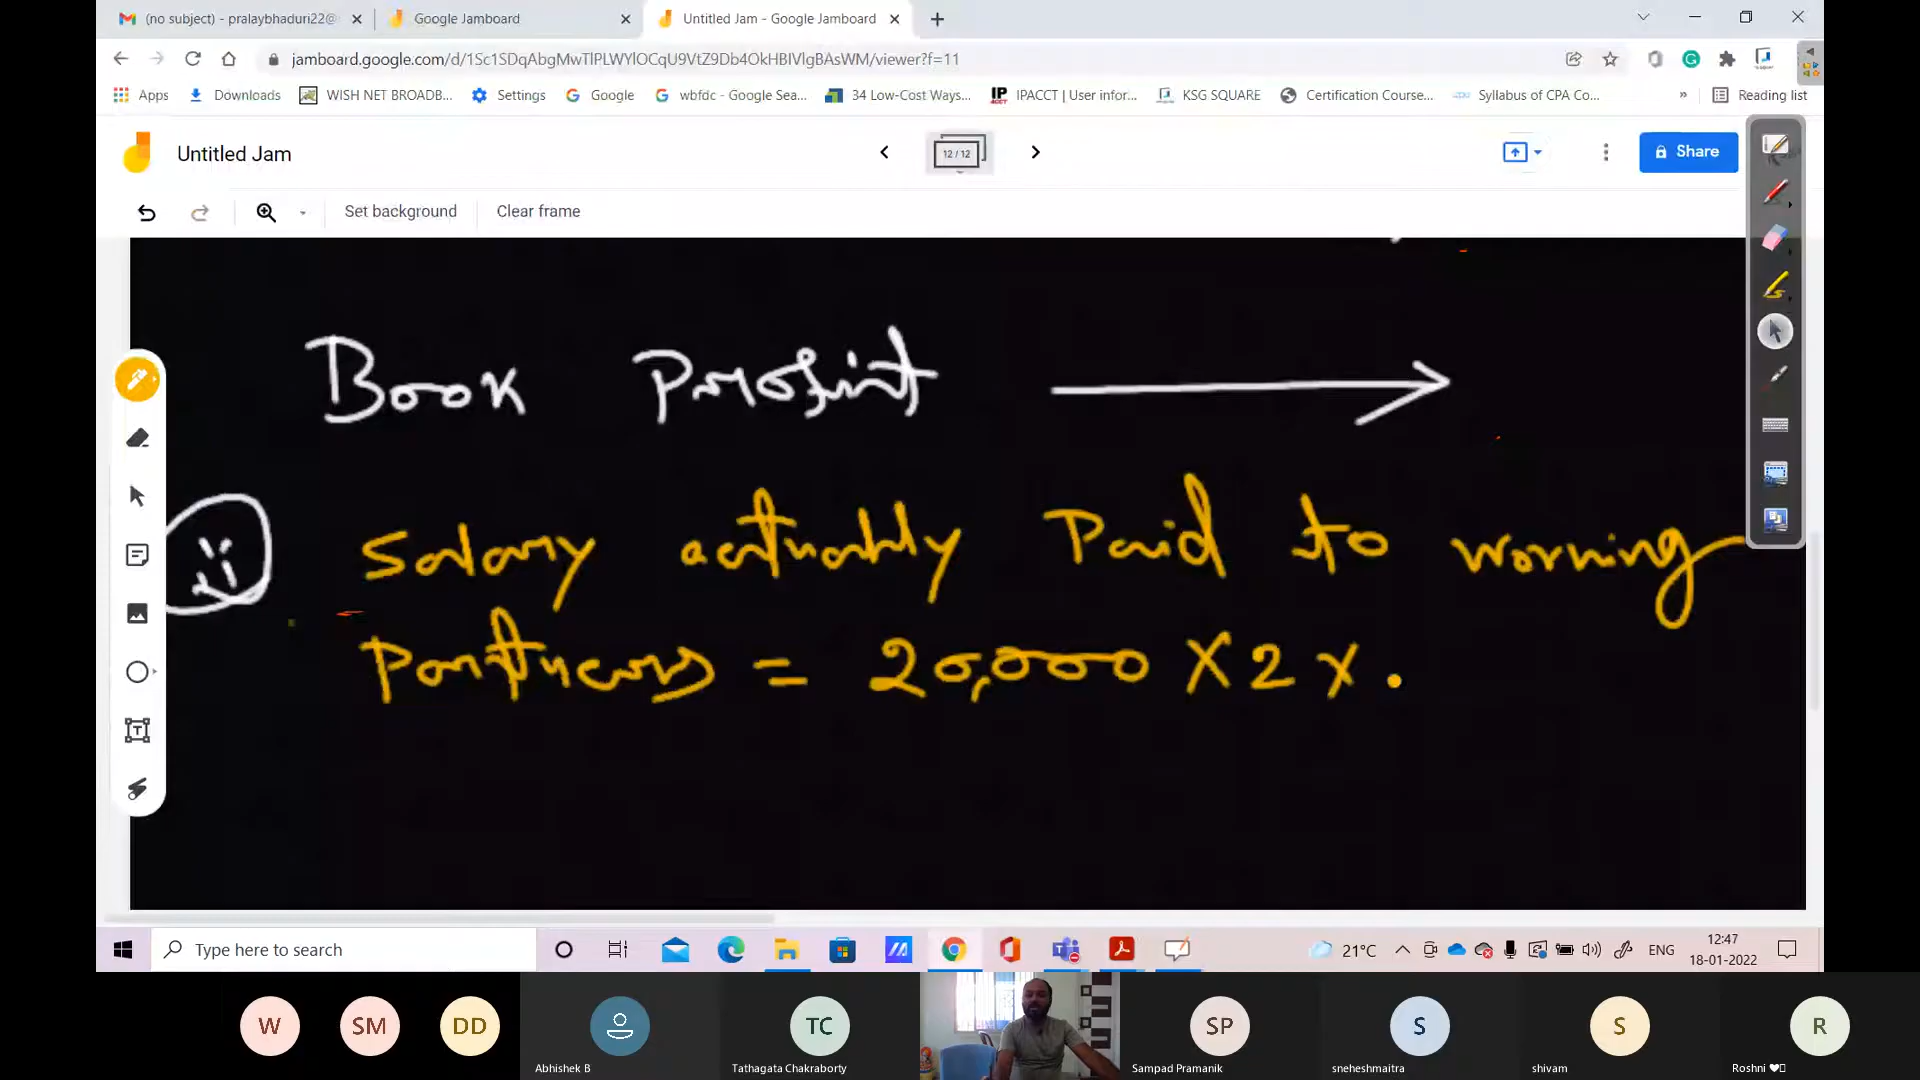 (no subject) - pralaybhaduri22@
Google Jamboard
Untitled Jam - Google Jamboard
jamboard.google.com/d/1Sc1SDqAbgMwTlPLWYlOCqU9VtZ9Db4OkHBIVlgBAsWM/viewer?f=11
Apps
Downloads
WISH NET BROADB...
Settings
Google
wbfdc - Google Sea...
34 Low-Cost Ways...
IPACCT | User infor...
KSG SQUARE
Certification Course...
Syllabus of CPA Co...
»
Reading list
Untitled Jam
12 / 12
Share
Set background
Clear frame
Book Profit
(ii)
Salary actually Paid to working
Partners = 20,000 X 2 X .
Type here to search
21°C
ENG
12:47
18-01-2022
W
SM
DD
TC
SP
S
S
R
Abhishek B
Tathagata Chakraborty
Sampad Pramanik
sneheshmaitra
shivam
Roshni ❤